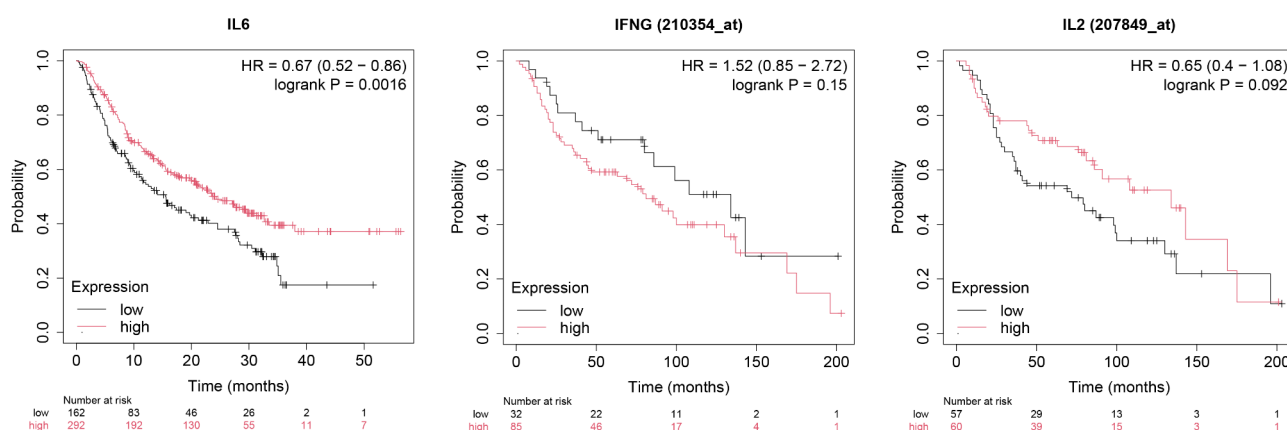 IL6
HR = 0.67 (0.52 − 0.86)
logrank P = 0.0016
Probability
0.0 0.2 0.4 0.6 0.8 1.0
Expression
low
high
0 10 20 30 40 50
Time (months)
Number at risk
low 162 83 46 26 2 1
high 292 192 130 55 11 7
IFNG (210354_at)
HR = 1.52 (0.85 − 2.72)
logrank P = 0.15
Probability
0.0 0.2 0.4 0.6 0.8 1.0
Expression
low
high
0 50 100 150 200
Time (months)
Number at risk
low 32 22 11 2 1
high 85 46 17 4 1
IL2 (207849_at)
HR = 0.65 (0.4 − 1.08)
logrank P = 0.092
Probability
0.0 0.2 0.4 0.6 0.8 1.0
Expression
low
high
0 50 100 150 200
Time (months)
Number at risk
low 57 29 13 3 1
high 60 39 15 3 1